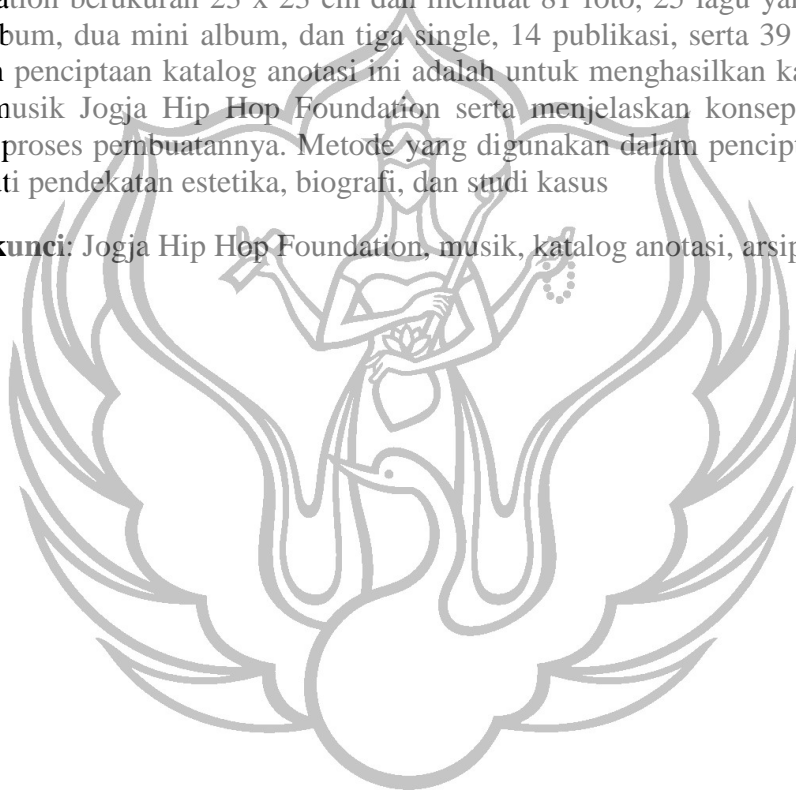 ation berukuran 23 x 23 cm dan memuat 81 foto, 25 lagu yan
bum, dua mini album, dan tiga single, 14 publikasi, serta 39
n penciptaan katalog anotasi ini adalah untuk menghasilkan ka
musik Jogja Hip Hop Foundation serta menjelaskan konsep
proses pembuatannya. Metode yang digunakan dalam pencip
ti pendekatan estetika, biografi, dan studi kasus
kunci: Jogja Hip Hop Foundation, musik, katalog anotasi, arsip